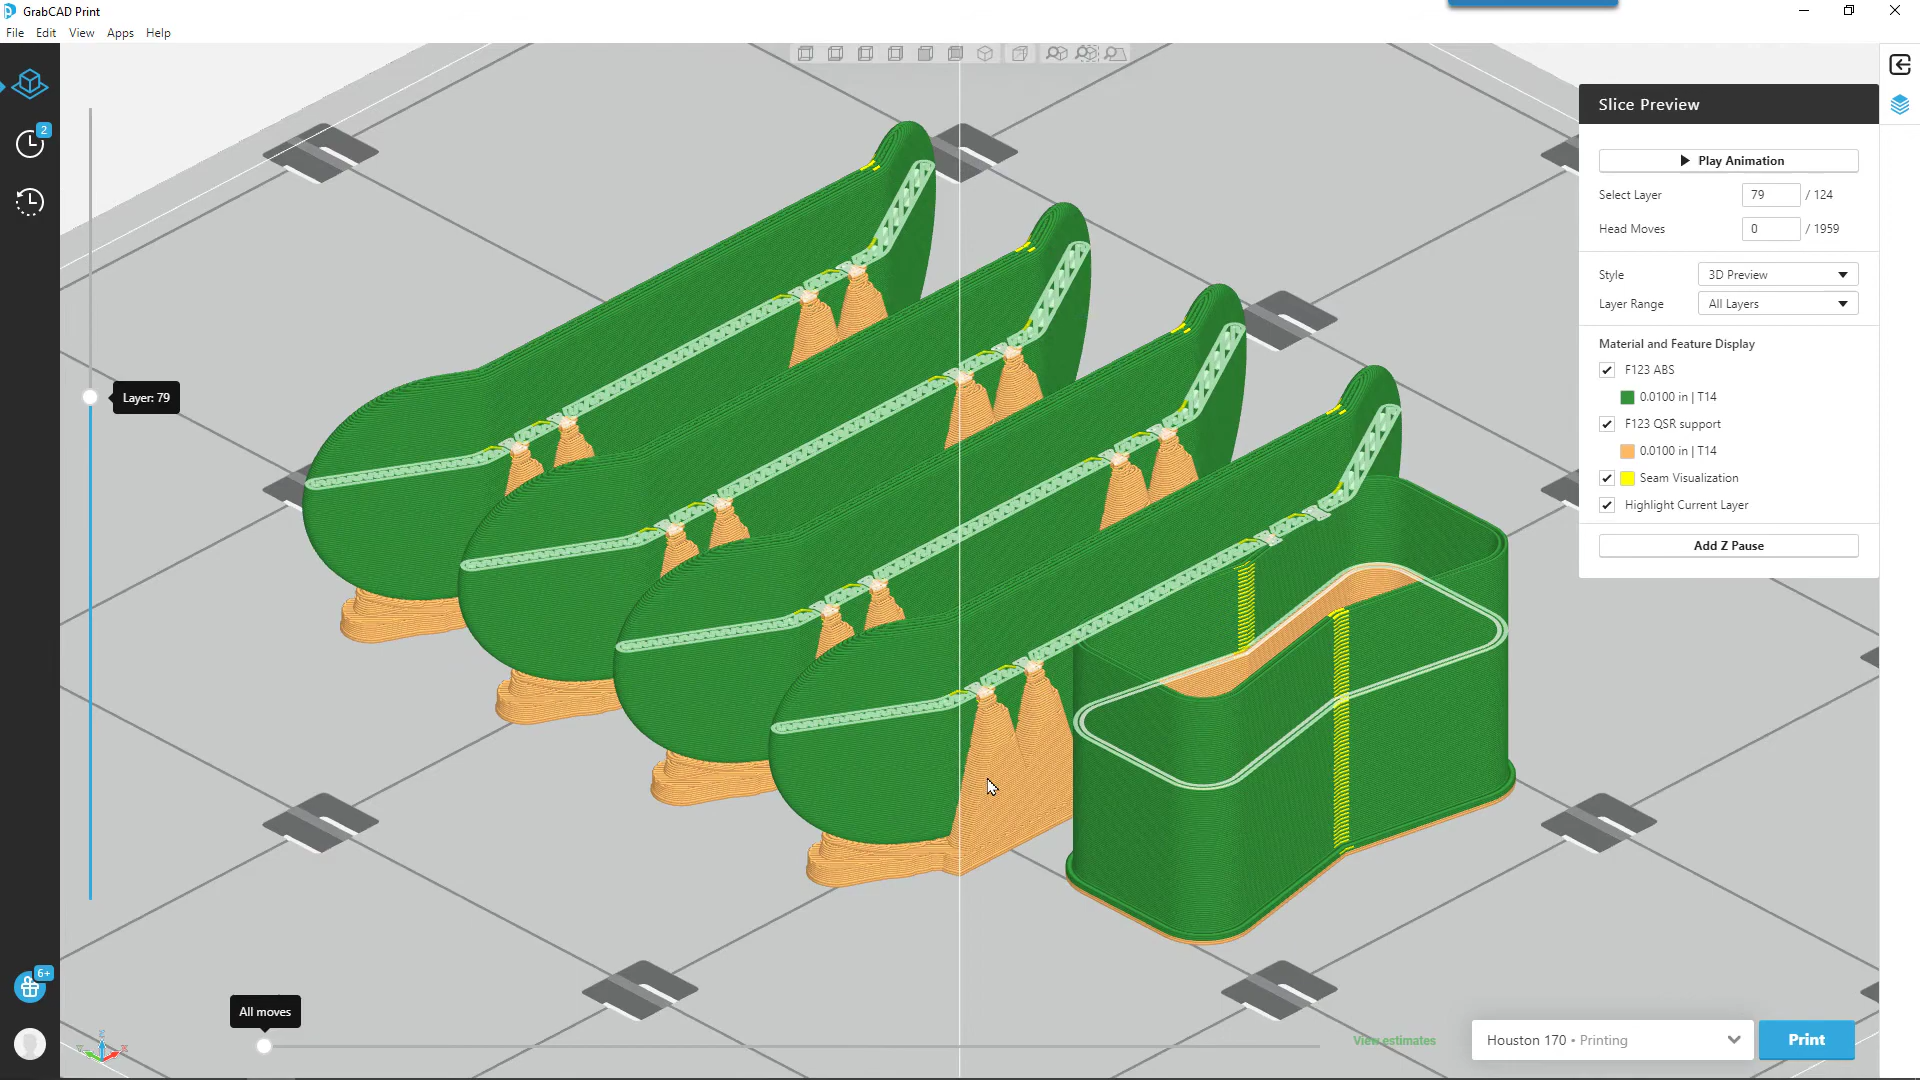 GrabCAD Print
File Edit View Apps Help
2
Slice Preview
Play Animation
Select Layer 79 / 124
Head Moves 0 / 1959
Style 3D Preview
Layer Range All Layers
Material and Feature Display
F123 ABS
0.0100 in | T14
Layer: 79
F123 QSR support
0.0100 in | T14
Seam Visualization
Highlight Current Layer
Add Z Pause
6+
All moves
View estimates
Houston 170 • Printing
Print
Z
Y X